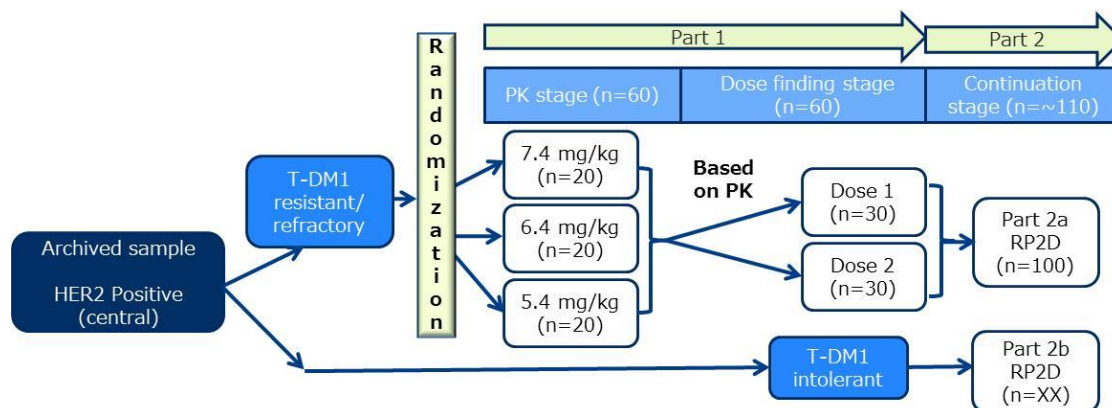 Part 1
Part 2
PK stage (n=60)
Dose finding stage
(n=60)
Continuation
stage (n=~110)
Randomization
Archived sample
HER2 Positive
(central)
T-DM1
resistant/
refractory
7.4 mg/kg
(n=20)
6.4 mg/kg
(n=20)
5.4 mg/kg
(n=20)
Based
on PK
Dose 1
(n=30)
Dose 2
(n=30)
Part 2a
RP2D
(n=100)
T-DM1
intolerant
Part 2b
RP2D
(n=XX)